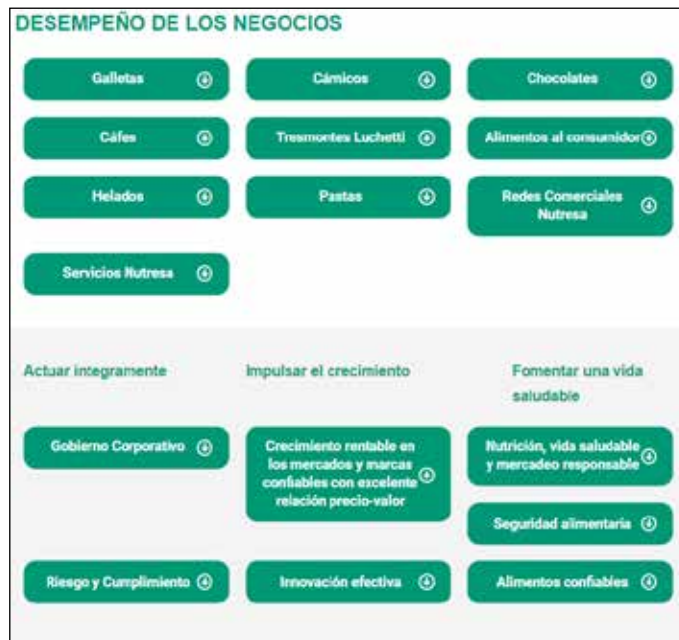 DESEMPEÑO DE LOS NEGOCIOS
Galletas
Cárnicos
Chocolates
Cáfes
Tresmontes Luchetti
Alimentos al consumidor
Helados
Pastas
Redes Comerciales
Nutresa
Servicios Nutresa
Actuar integramente
Impulsar el crecimiento
Fomentar una vida
saludable
Gobierno Corporativo
Crecimiento rentable en
los mercados y marcas
confiables con excelente
relación precio-valor
Nutrición, vida saludable
y mercadeo responsable
Seguridad alimentaria
Riesgo y Cumplimiento
Innovación efectiva
Alimentos confiables